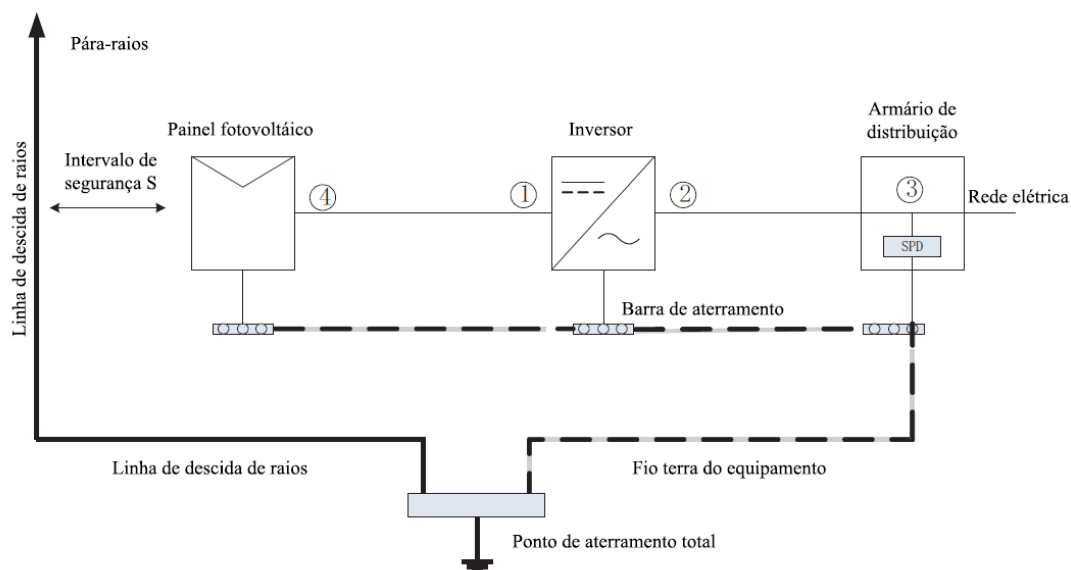 Pára-raios
Armário de
distribuição
Painel fotovoltáico
Inversor
Intervalo de
segurança S
Linha de descida de raios
④
①
②
③
Rede elétrica
SPD
Barra de aterramento
Linha de descida de raios
Fio terra do equipamento
Ponto de aterramento total